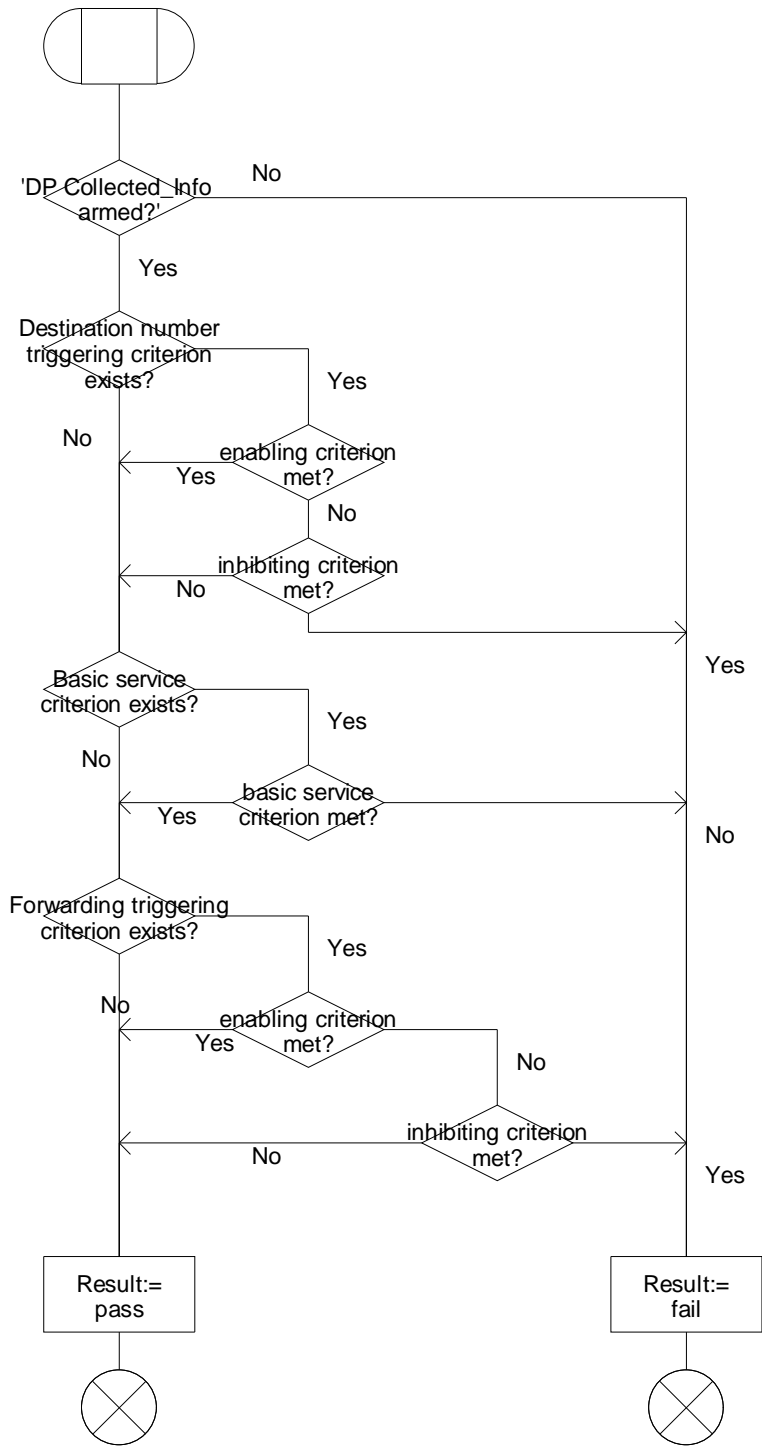 'DP Collected_Info
armed?'
No
Yes
Destination number
triggering criterion
exists?
Yes
No
enabling criterion
met?
Yes
No
inhibiting criterion
met?
No
Yes
Basic service
criterion exists?
Yes
No
basic service
criterion met?
Yes
No
Forwarding triggering
criterion exists?
Yes
No
enabling criterion
met?
Yes
No
inhibiting criterion
met?
No
Yes
Result:=
pass
Result:=
fail